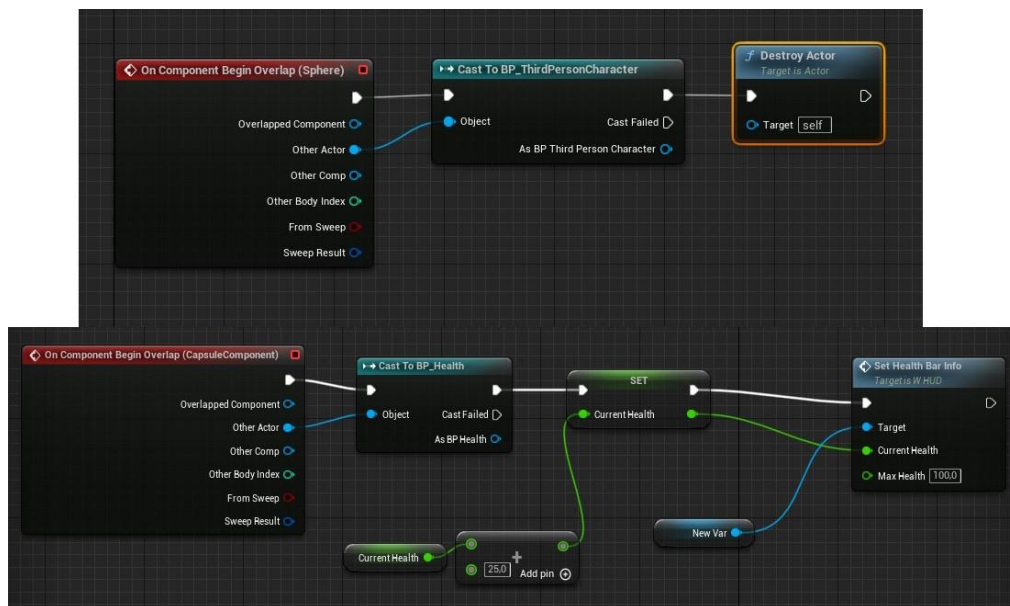 On Component Begin Overlap (Sphere)
Overlapped Component
Other Actor
Other Comp
Other Body Index
From Sweep
Sweep Result
Cast To BP_ThirdPersonCharacter
Object
Cast Failed
As BP Third Person Character
f Destroy Actor
Target is Actor
Target self
On Component Begin Overlap (CapsuleComponent)
Overlapped Component
Other Actor
Other Comp
Other Body Index
From Sweep
Sweep Result
Cast To BP_Health
Object
Cast Failed
As BP Health
SET
Current Health
Current Health
25,0
Add pin
New Var
Set Health Bar Info
Target is W HUD
Target
Current Health
Max Health 100,0